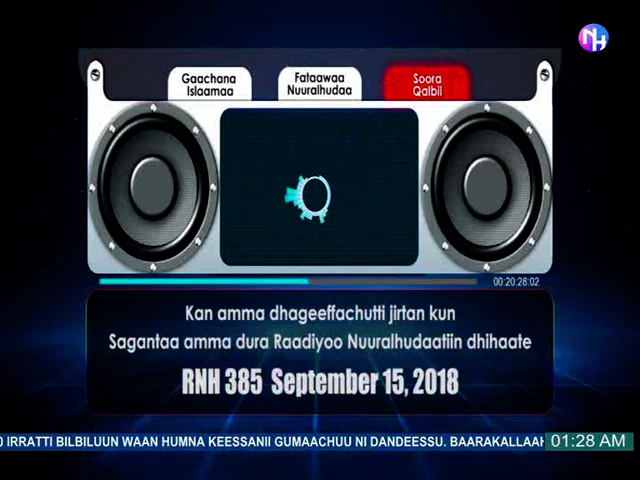 NH
Gaachana
Islaamaa
Fataawaa
Nuuralhudaa
Soora
Qalbii
00:20:28:02
Kan amma dhageeffachutti jirtan kun
Sagantaa amma dura Raadiyoo Nuuralhudaatiin dhihaate
RNH 385 September 15, 2018
0 IRRATTI BILBILUUN WAAN HUMNA KEESSANII GUMAACHUU NI DANDEESSU. BAARAKALLAAH
01:28 AM